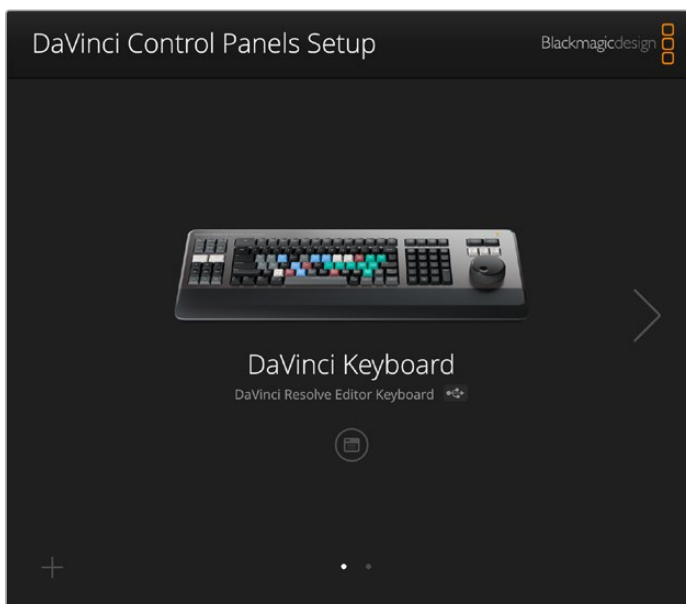 DaVinci Control Panels Setup
Blackmagicdesign
DaVinci Keyboard
DaVinci Resolve Editor Keyboard